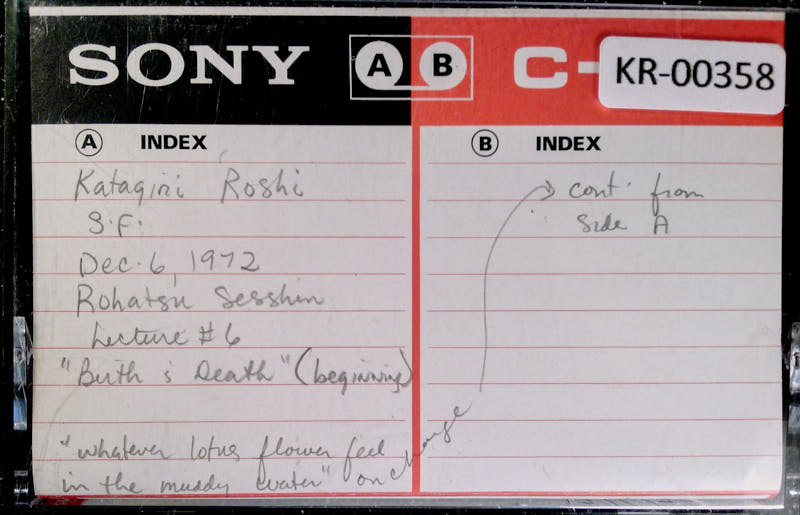 SONY A B C- KR-00358
A INDEX
Katagiri Roshi
S.F.
Dec. 6, 1972
Rohatsu Sesshin
Lecture # 6
"Birth & Death" (beginning)
"whatever lotus flower feel
in the muddy water" on change
B INDEX
cont. from
Side A